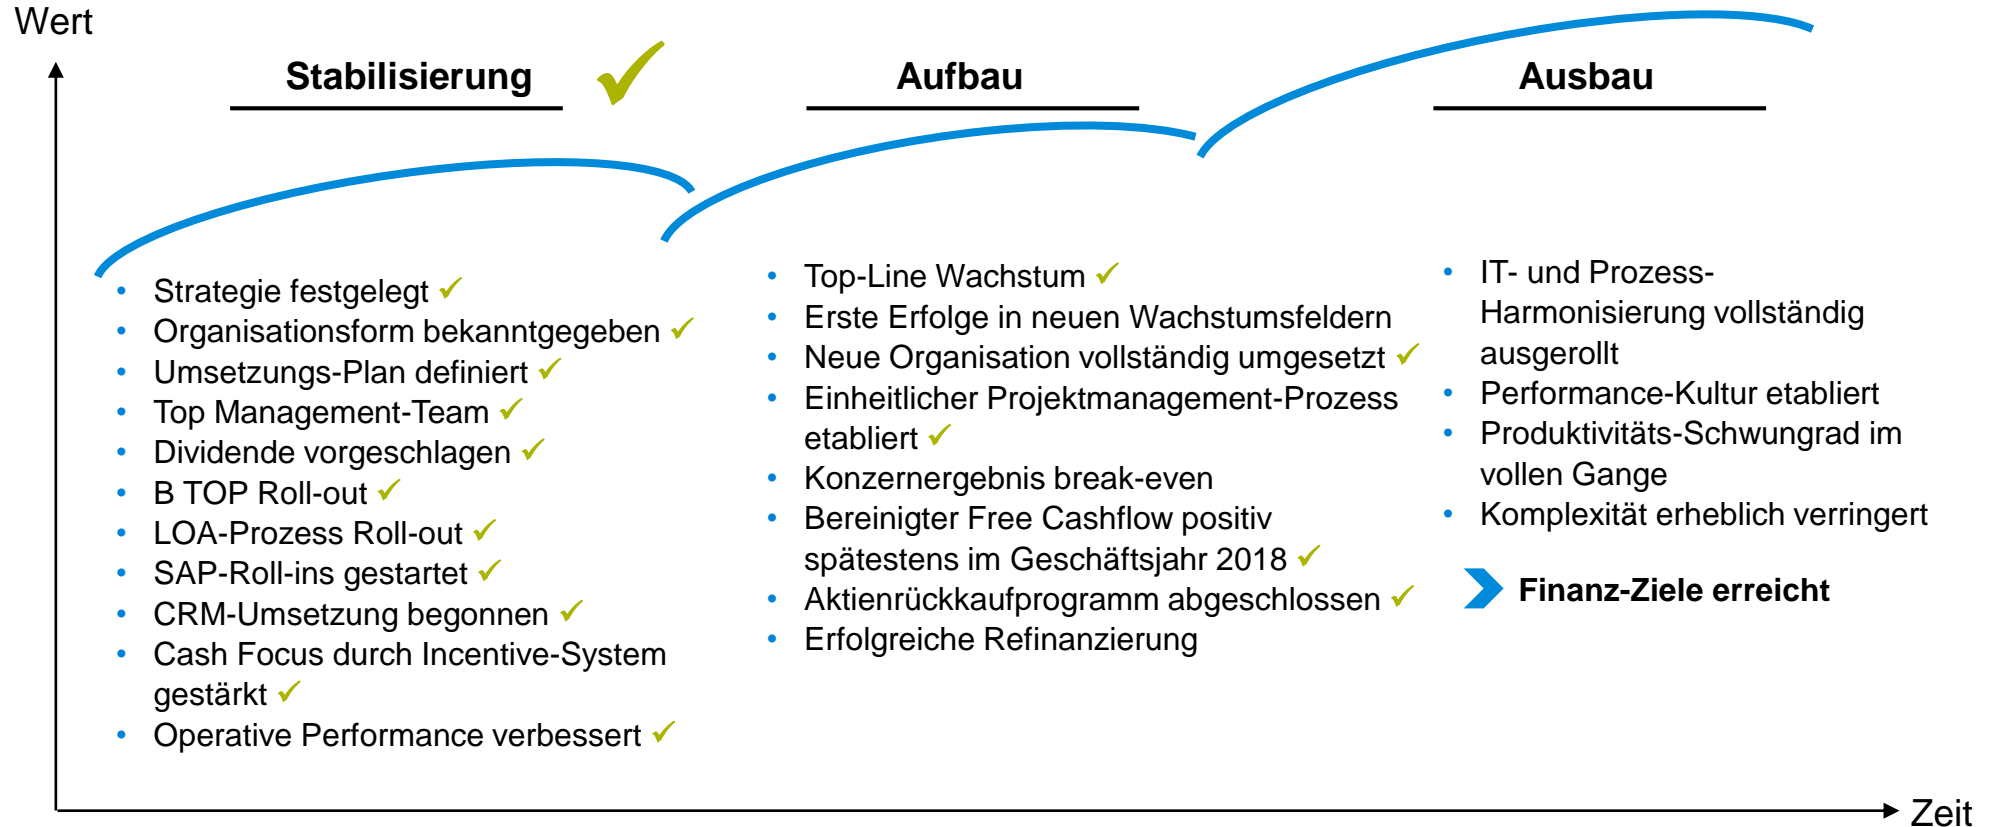 Wert
Stabilisierung
Strategie festgelegt ✓
Organisationsform bekanntgegeben ✓
Umsetzungs-Plan definiert ✓
Top Management-Team ✓
Dividende vorgeschlagen ✓
B TOP Roll-out ✓
LOA-Prozess Roll-out ✓
SAP-Roll-ins gestartet ✓
CRM-Umsetzung begonnen ✓
Cash Focus durch Incentive-System
gestärkt ✓
Operative Performance verbessert ✓
Aufbau
Top-Line Wachstum ✓
Erste Erfolge in neuen Wachstumsfeldern
Neue Organisation vollständig umgesetzt ✓
Einheitlicher Projektmanagement-Prozess
etabliert ✓
Konzernergebnis break-even
Bereinigter Free Cashflow positiv
spätestens im Geschäftsjahr 2018 ✓
Aktienrückkaufprogramm abgeschlossen ✓
Erfolgreiche Refinanzierung
Ausbau
IT- und Prozess-
Harmonisierung vollständig
ausgerollt
Performance-Kultur etabliert
Produktivitäts-Schwungrad im
vollen Gange
Komplexität erheblich verringert
Finanz-Ziele erreicht
Zeit